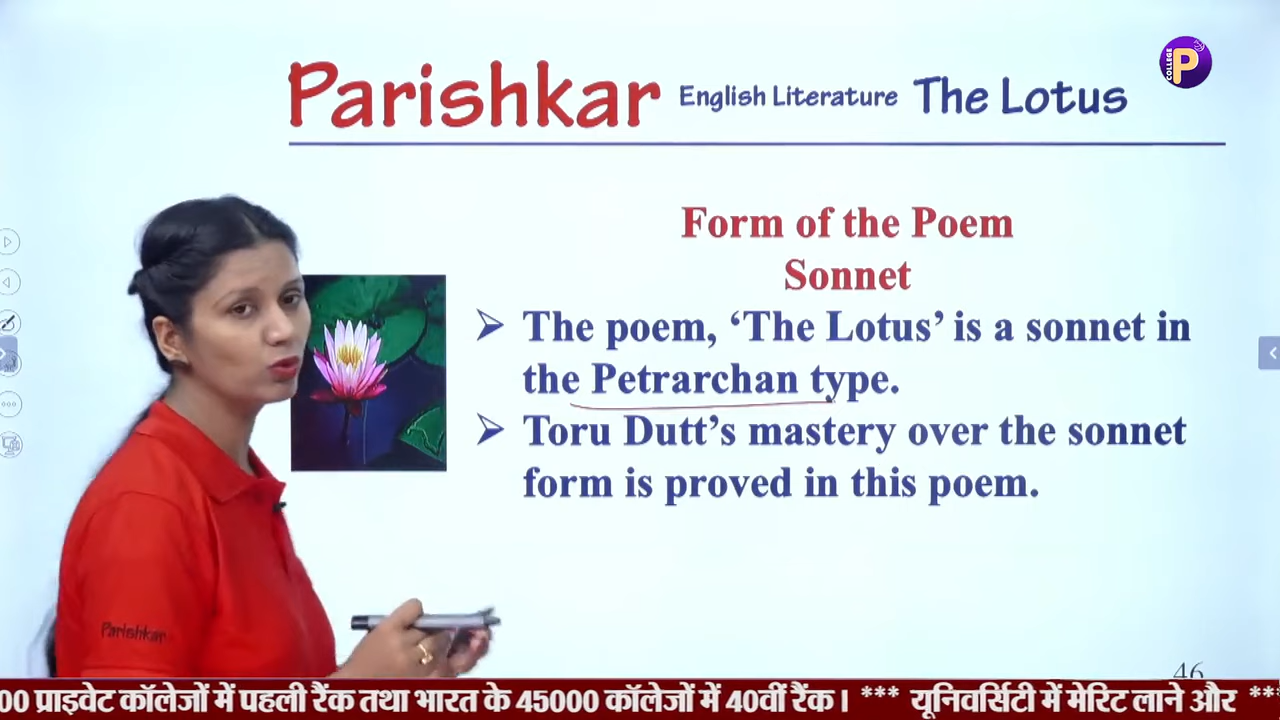 Parishkar English Literature The Lotus
COLLEGE P
Form of the Poem
Sonnet
➢ The poem, ‘The Lotus’ is a sonnet in
the Petrarchan type.
➢ Toru Dutt’s mastery over the sonnet
form is proved in this poem.
Parishkar
46
00 प्राइवेट कॉलेजों में पहली रैंक तथा भारत के 45000 कॉलेजों में 40वीं रैंक । *** यूनिवर्सिटी में मेरिट लाने और **